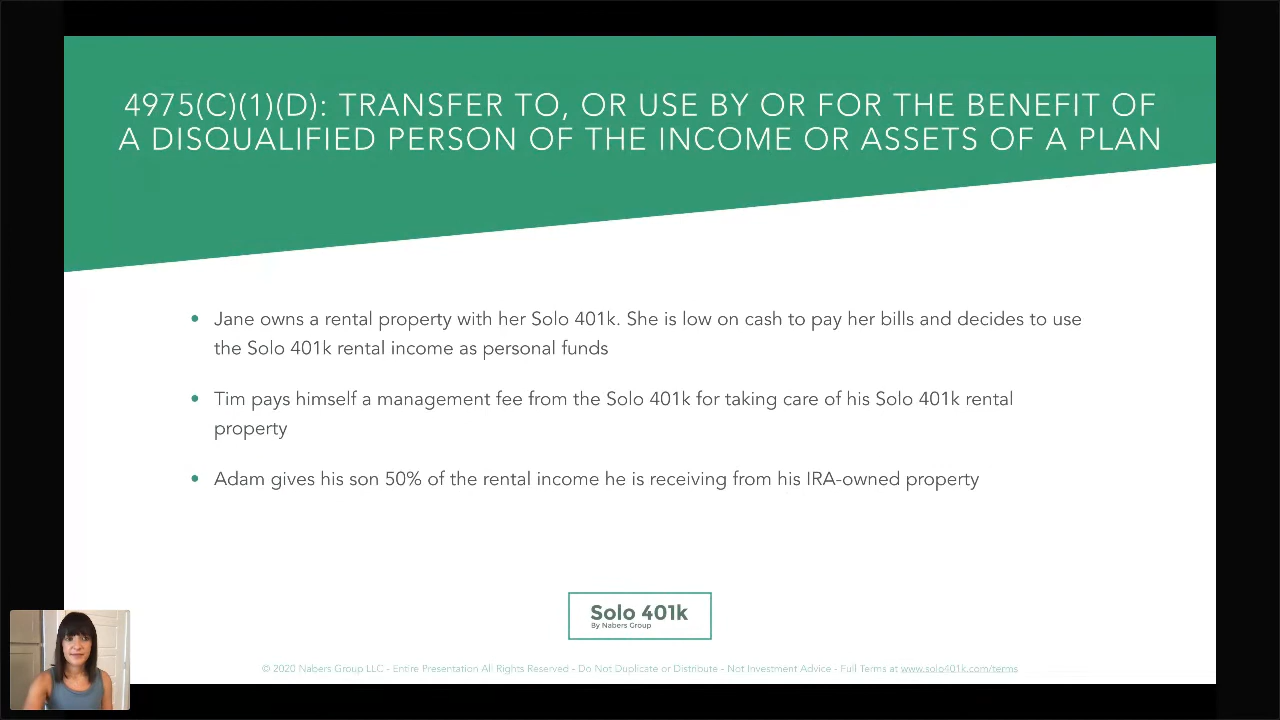 4975(C)(1)(D): TRANSFER TO, OR USE BY OR FOR THE BENEFIT OF
A DISQUALIFIED PERSON OF THE INCOME OR ASSETS OF A PLAN
• Jane owns a rental property with her Solo 401k. She is low on cash to pay her bills and decides to use
the Solo 401k rental income as personal funds
• Tim pays himself a management fee from the Solo 401k for taking care of his Solo 401k rental
property
• Adam gives his son 50% of the rental income he is receiving from his IRA-owned property
Solo 401k
By Nabers Group
© 2020 Nabers Group LLC - Entire Presentation All Rights Reserved - Do Not Duplicate or Distribute - Not Investment Advice - Full Terms at www.solo401k.com/terms